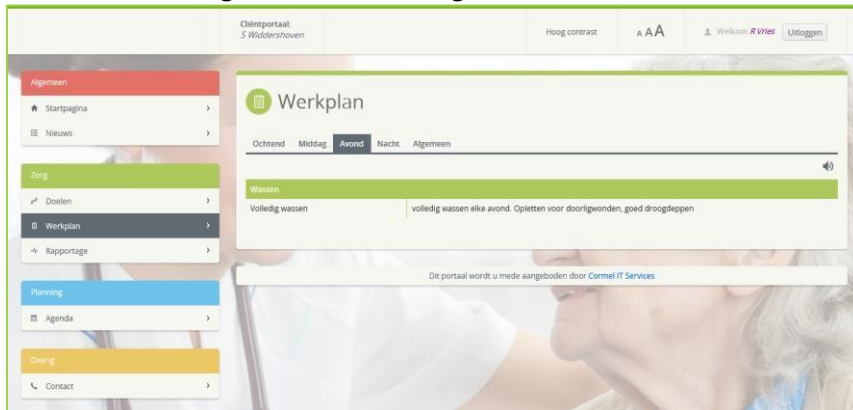 Cliëntportaal:
S Widdershoven
Hoog contrast
A A A
Welkom R Vries
Uitloggen
Algemeen
Startpagina
Nieuws
Zorg
Doelen
Werkplan
Rapportage
Planning
Agenda
Overig
Contact
Werkplan
Ochtend Middag Avond Nacht Algemeen
Wassen
Volledig wassen volledig wassen elke avond. Opletten voor doorligwonden, goed droogdeppen
Dit portaal wordt u mede aangeboden door Cormel IT Services